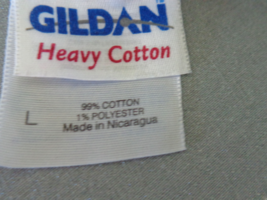 GILDAN
Heavy Cotton
L
99% COTTON
1% POLYESTER
Made in Nicaragua